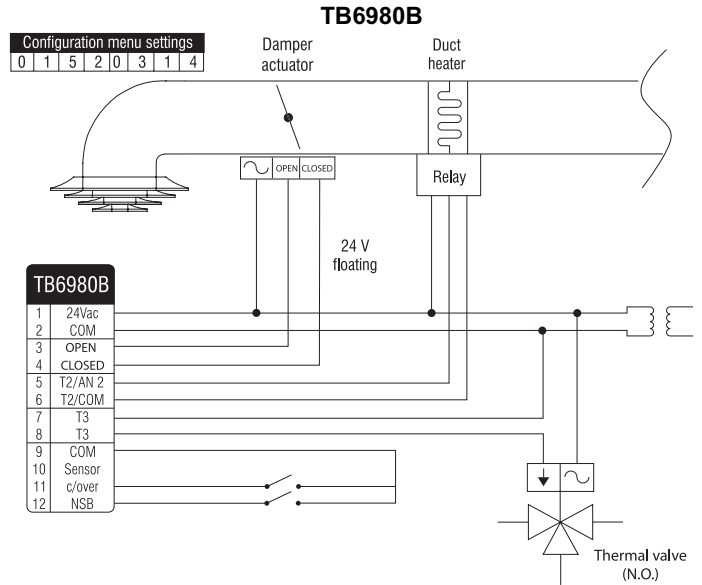 TB6980B
Configuration menu settings
0 1 5 2 0 3 1 4
Damper
actuator
Duct
heater
OPEN CLOSED
Relay
24 V
floating
TB6980B
1 24Vac
2 COM
3 OPEN
4 CLOSED
5 T2/AN 2
6 T2/COM
7 T3
8 T3
9 COM
10 Sensor
11 c/over
12 NSB
Thermal valve
(N.O.)